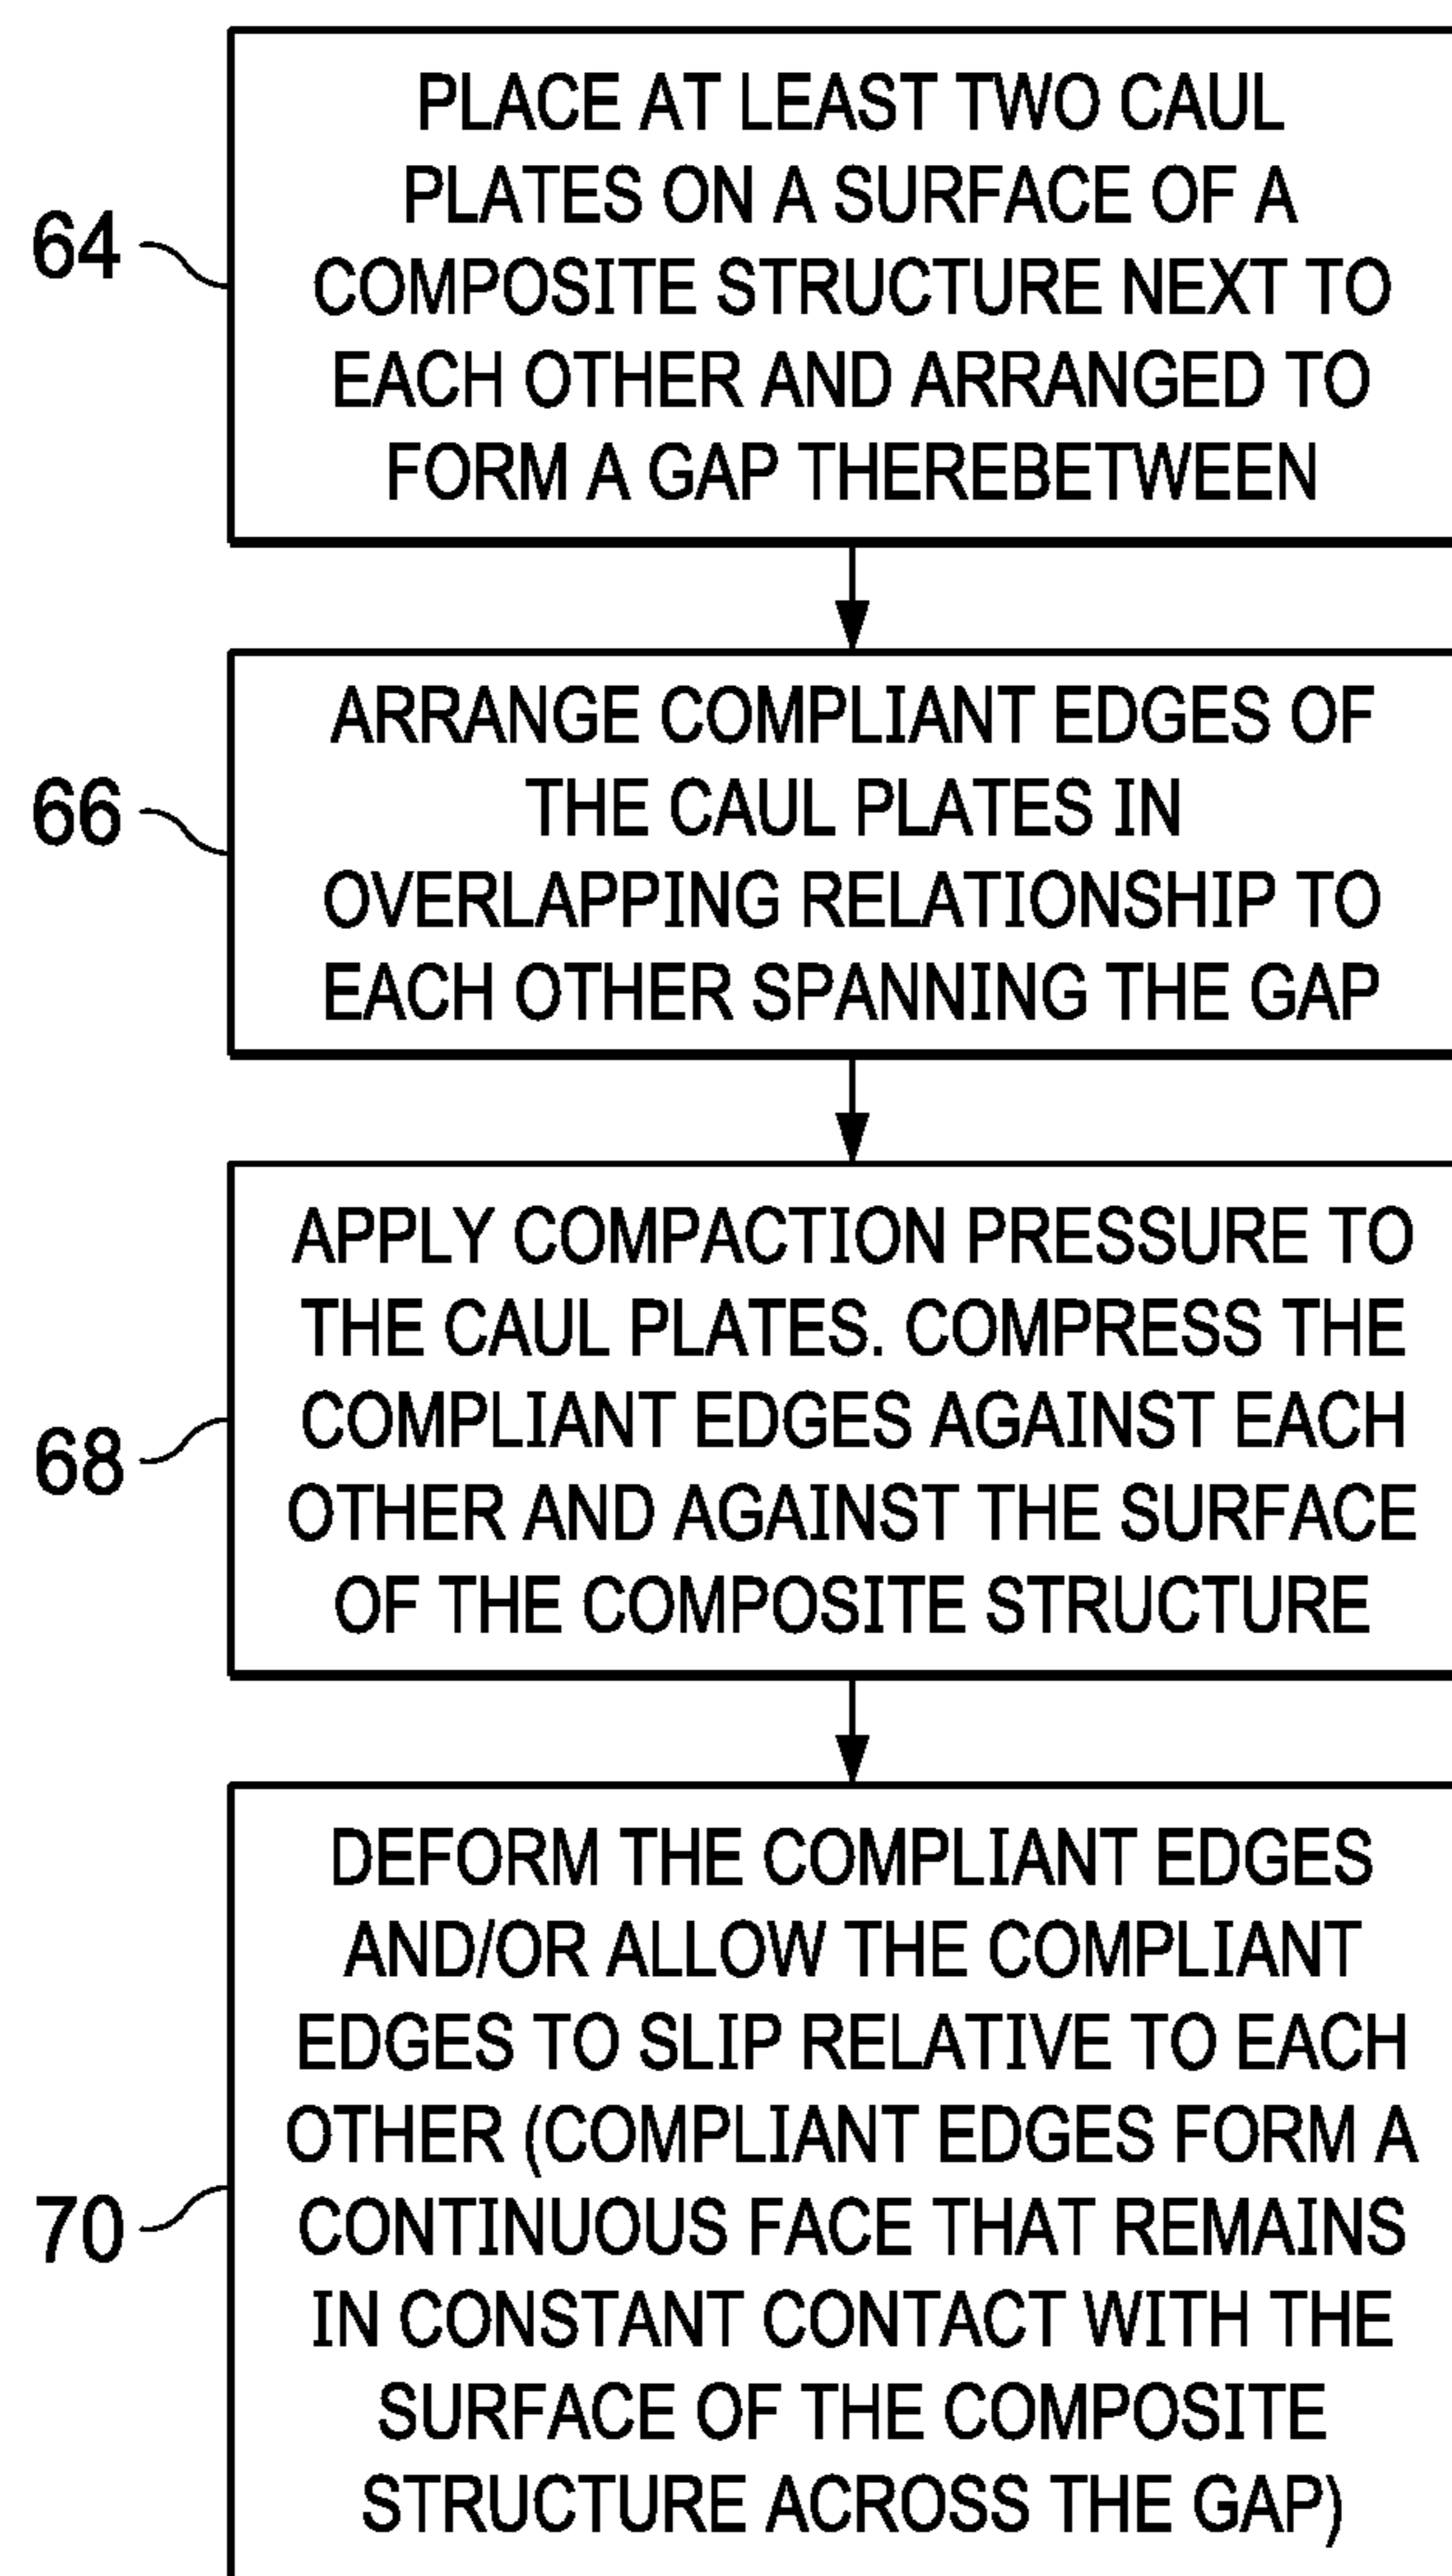 PLACE AT LEAST TWO CAUL
PLATES ON A SURFACE OF A
64
COMPOSITE STRUCTURE NEXT TO
EACH OTHER AND ARRANGED TO
FORM A GAP THEREBETWEEN
ARRANGE COMPLIANT EDGES OF
66
THE CAUL PLATES IN
OVERLAPPING RELATIONSHIP TO
EACH OTHER SPANNING THE GAP
APPLY COMPACTION PRESSURE TO
THE CAUL PLATES. COMPRESS THE
COMPLIANT EDGES AGAINST EACH
68
OTHER AND AGAINST THE SURFACE
OF THE COMPOSITE STRUCTURE
DEFORM THE COMPLIANT EDGES
AND/OR ALLOW THE COMPLIANT
EDGES TO SLIP RELATIVE TO EACH
OTHER (COMPLIANT EDGES FORM A
70
CONTINUOUS FACE THAT REMAINS
IN CONSTANT CONTACT WITH THE
SURFACE OF THE COMPOSITE
STRUCTURE ACROSS THE GAP)